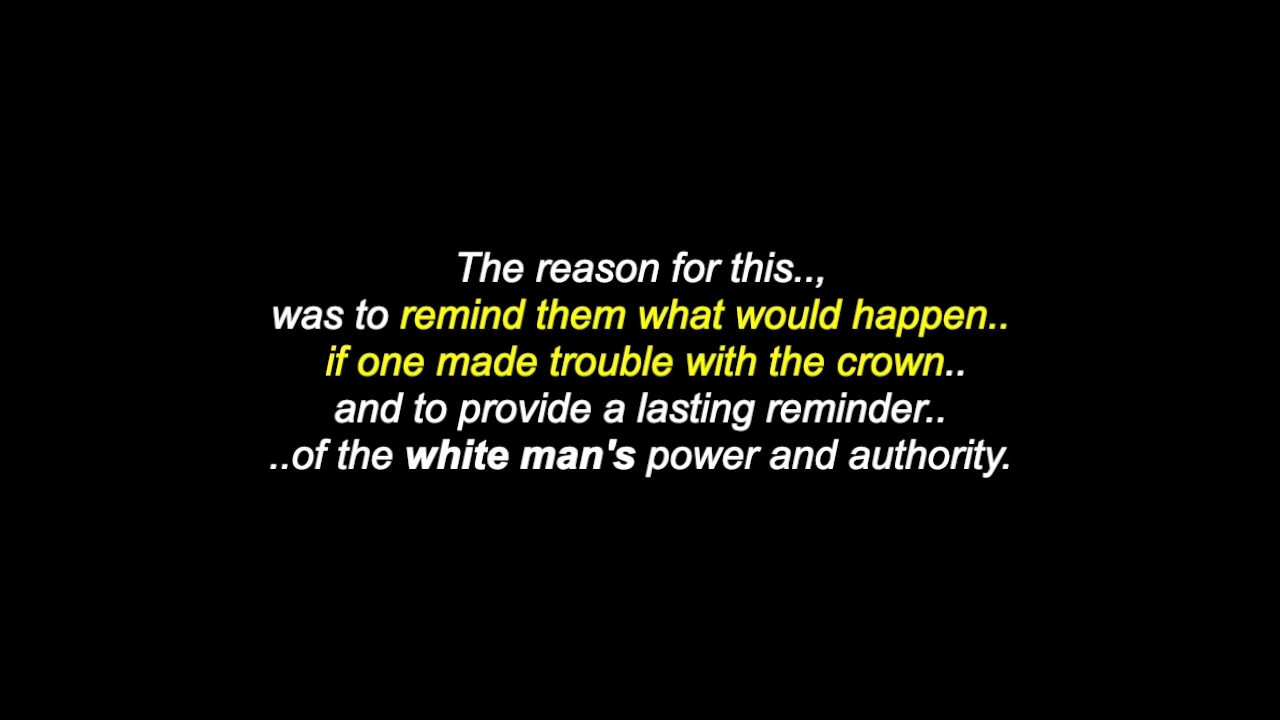 The reason for this..,
was to remind them what would happen..
if one made trouble with the crown..
and to provide a lasting reminder..
..of the white man's power and authority.